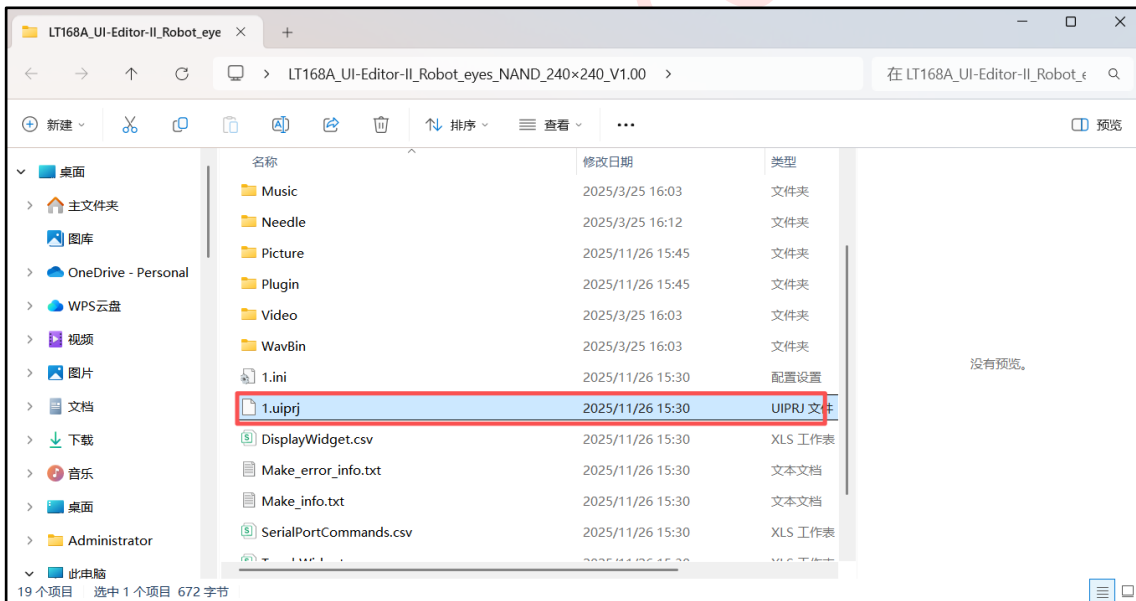 LT168A_UI-Editor-II_Robot_eye
LT168A_UI-Editor-II_Robot_eyes_NAND_240×240_V1.00
在 LT168A_UI-Editor-II_Robot_e
新建
排序
查看
预览
名称 修改日期 类型
桌面
主文件夹
图库
OneDrive - Personal
WPS云盘
视频
图片
文档
下载
音乐
桌面
Administrator
此电脑
Music 2025/3/25 16:03 文件夹
Needle 2025/3/25 16:12 文件夹
Picture 2025/11/26 15:45 文件夹
Plugin 2025/11/26 15:45 文件夹
Video 2025/3/25 16:03 文件夹
WavBin 2025/3/25 16:03 文件夹
1.ini 2025/11/26 15:30 配置设置
1.uiprj 2025/11/26 15:30 UIPRJ 文件
DisplayWidget.csv 2025/11/26 15:30 XLS 工作表
Make_error_info.txt 2025/11/26 15:30 文本文档
Make_info.txt 2025/11/26 15:30 文本文档
SerialPortCommands.csv 2025/11/26 15:30 XLS 工作表
没有预览。
19 个项目 选中 1 个项目 672 字节